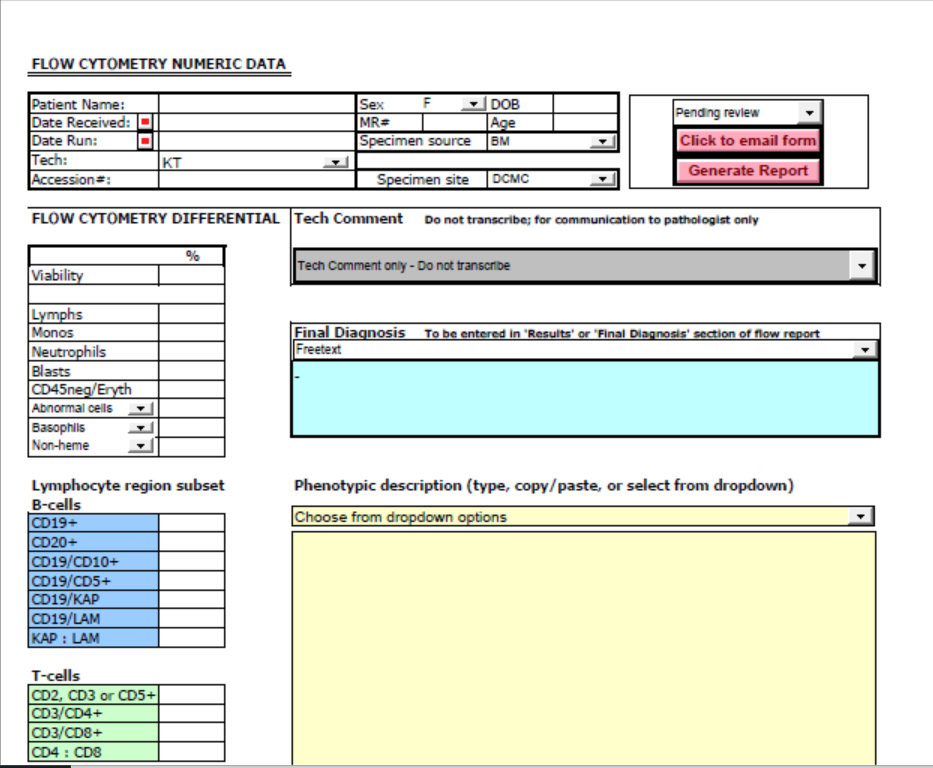 FLOW CYTOMETRY NUMERIC DATA
Patient Name: Sex F DOB
Date Received: MR# Age
Date Run: Specimen source BM
Tech: KT
Accession#: Specimen site DCMC
Pending review
Click to email form
Generate Report
FLOW CYTOMETRY DIFFERENTIAL
%
Viability
Lymphs
Monos
Neutrophils
Blasts
CD45neg/Eryth
Abnormal cells
Basophils
Non-heme
Tech Comment Do not transcribe; for communication to pathologist only
Tech Comment only - Do not transcribe
Final Diagnosis To be entered in 'Results' or 'Final Diagnosis' section of flow report
Freetext
-
Lymphocyte region subset
B-cells
CD19+
CD20+
CD19/CD10+
CD19/CD5+
CD19/KAP
CD19/LAM
KAP : LAM
T-cells
CD2, CD3 or CD5+
CD3/CD4+
CD3/CD8+
CD4 : CD8
Phenotypic description (type, copy/paste, or select from dropdown)
Choose from dropdown options